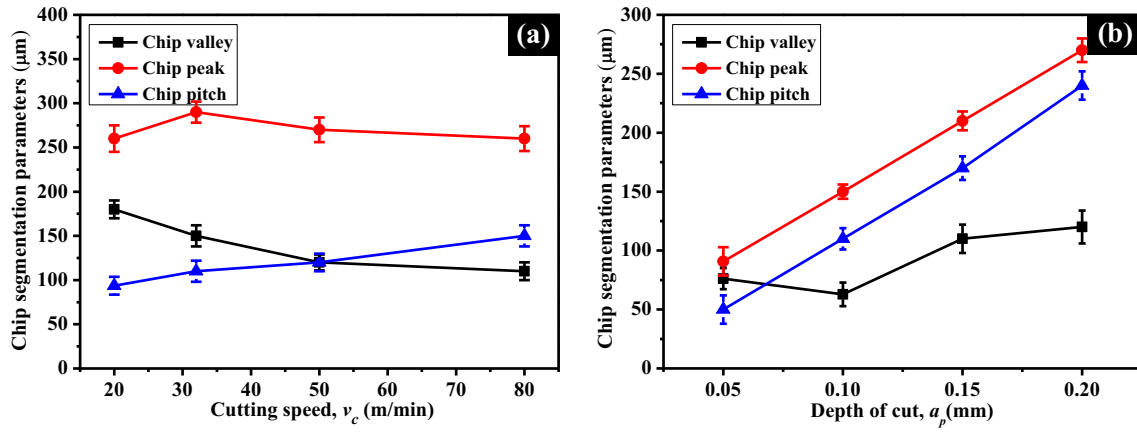 (a)
Chip valley
Chip peak
Chip pitch
Chip segmentation parameters (μm)
400
350
300
250
200
150
100
50
0
20 30 40 50 60 70 80
Cutting speed, v_c (m/min)
(b)
Chip valley
Chip peak
Chip pitch
Chip segmentation parameters (μm)
300
250
200
150
100
50
0
0.05 0.10 0.15 0.20
Depth of cut, a_p(mm)